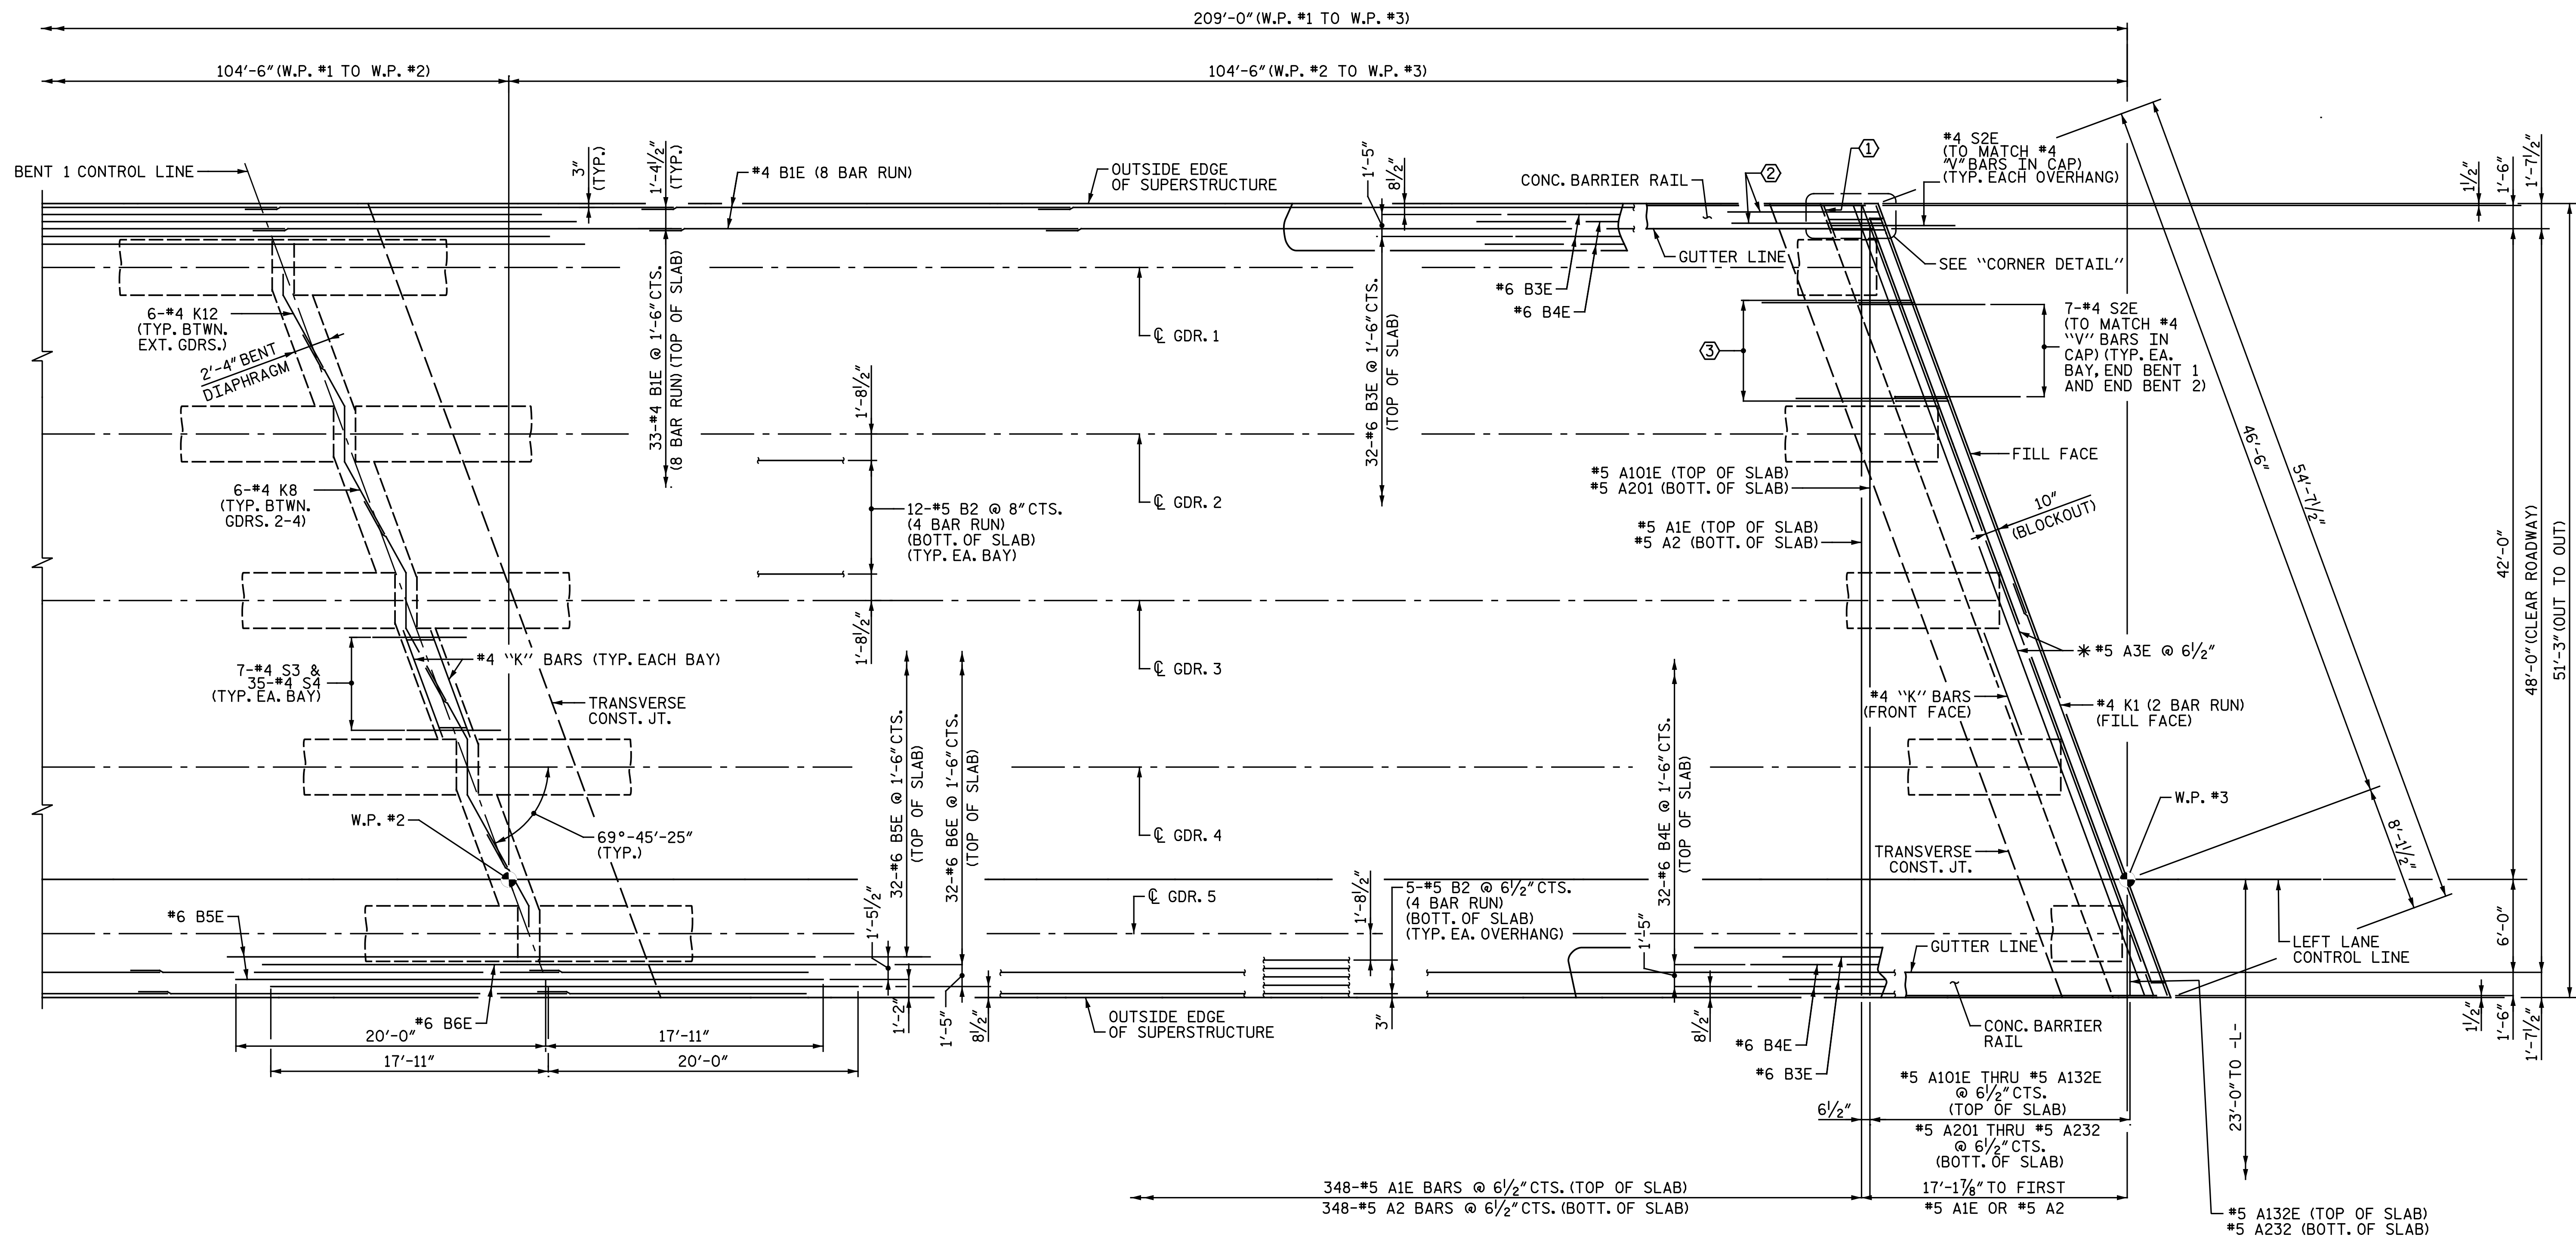 209'-0" (W.P. #1 TO W.P. #3)
104'-6" (W.P. #1 TO W.P. #2)
104'-6" (W.P. #2 TO W.P. #3)
BENT 1 CONTROL LINE
3"
(TYP.)
1'-4½"
(TYP.)
#4 B1E (8 BAR RUN)
OUTSIDE EDGE
OF SUPERSTRUCTURE
1'-5"
8½"
CONC. BARRIER RAIL
2
1
#4 S2E
(TO MATCH #4
"V" BARS IN CAP)
(TYP. EACH OVERHANG)
1½"
1'-6"
1'-7½"
GUTTER LINE
SEE "CORNER DETAIL"
#6 B3E
#6 B4E
6-#4 K12
(TYP. BTWN.
EXT. GDRS.)
2'-4" BENT
DIAPHRAGM
33-#4 B1E @ 1'-6" CTS.
(8 BAR RUN) (TOP OF SLAB)
℄ GDR. 1
32-#6 B3E @ 1'-6" CTS.
(TOP OF SLAB)
3
7-#4 S2E
(TO MATCH #4
"V" BARS IN
CAP) (TYP. EA.
BAY, END BENT 1
AND END BENT 2)
1'-8½"
46'-6"
54'-7½"
FILL FACE
#5 A101E (TOP OF SLAB)
#5 A201 (BOTT. OF SLAB)
6-#4 K8
(TYP. BTWN.
GDRS. 2-4)
12-#5 B2 @ 8" CTS.
(4 BAR RUN)
(BOTT. OF SLAB)
(TYP. EA. BAY)
℄ GDR. 2
#5 A1E (TOP OF SLAB)
#5 A2 (BOTT. OF SLAB)
10"
(BLOCKOUT)
42'-0"
48'-0" (CLEAR ROADWAY)
51'-3" (OUT TO OUT)
1'-8½"
7-#4 S3 &
35-#4 S4
(TYP. EA. BAY)
#4 "K" BARS (TYP. EACH BAY)
℄ GDR. 3
✳ #5 A3E @ 6½"
TRANSVERSE
CONST. JT.
#4 "K" BARS
(FRONT FACE)
#4 K1 (2 BAR RUN)
(FILL FACE)
32-#6 B5E @ 1'-6" CTS.
(TOP OF SLAB)
32-#6 B6E @ 1'-6" CTS.
(TOP OF SLAB)
32-#6 B4E @ 1'-6" CTS.
(TOP OF SLAB)
W.P. #2
69°-45'-25"
(TYP.)
℄ GDR. 4
TRANSVERSE
CONST. JT.
W.P. #3
8'-1½"
#6 B5E
1'-5½"
℄ GDR. 5
1'-8½"
5-#5 B2 @ 6½" CTS.
(4 BAR RUN)
(BOTT. OF SLAB)
(TYP. EA. OVERHANG)
1'-5"
GUTTER LINE
LEFT LANE
CONTROL LINE
6'-0"
#6 B6E
20'-0"
17'-11"
17'-11"
20'-0"
1'-2"
1'-5"
8½"
OUTSIDE EDGE
OF SUPERSTRUCTURE
3"
8½"
#6 B4E
#6 B3E
CONC. BARRIER
RAIL
1½"
1'-6"
1'-7½"
#5 A101E THRU #5 A132E
@ 6½" CTS.
(TOP OF SLAB)
6½"
#5 A201 THRU #5 A232
@ 6½" CTS.
(BOTT. OF SLAB)
23'-0" TO -L-
348-#5 A1E BARS @ 6½" CTS. (TOP OF SLAB)
348-#5 A2 BARS @ 6½" CTS. (BOTT. OF SLAB)
17'-1⅞" TO FIRST
#5 A1E OR #5 A2
#5 A132E (TOP OF SLAB)
#5 A232 (BOTT. OF SLAB)